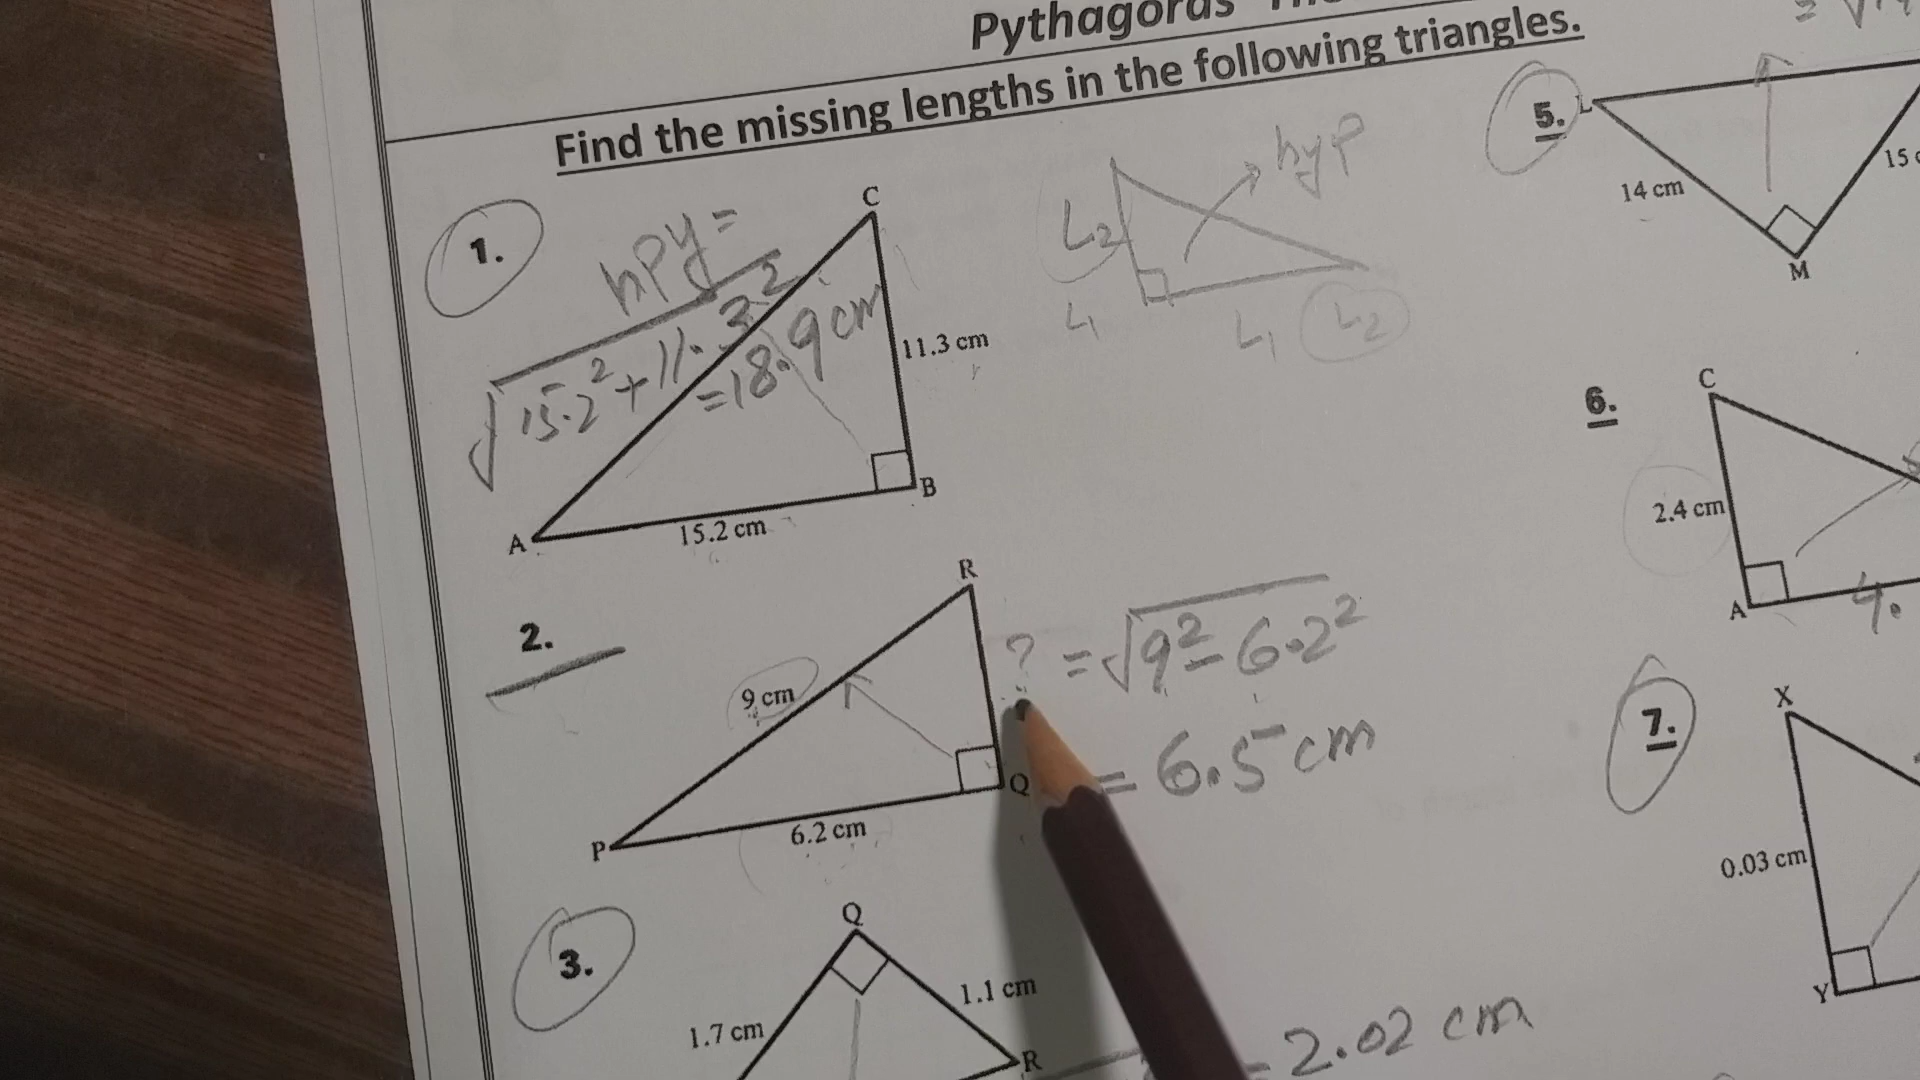 Pythagoras'
Find the missing lengths in the following triangles.
1.
hPy =
√15.2² + 11.3²
= 18.9 cm
C
11.3 cm
B
A
15.2 cm
L2
hyP
L1
L1
L2
2.
R
9 cm
? = √9² - 6.2²
= 6.5 cm
Q
P
6.2 cm
3.
Q
1.7 cm
1.1 cm
R
= 2.02 cm
5.
L
14 cm
15
M
6.
C
2.4 cm
A
4.
7.
X
0.03 cm
Y